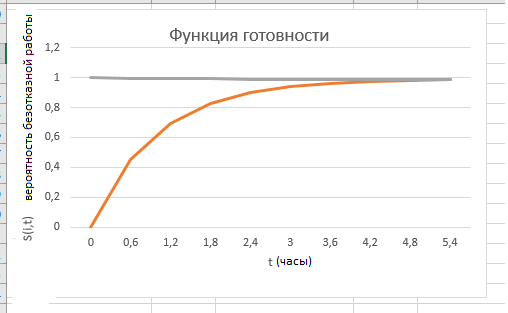 Функция готовности
S(i,t) вероятность безотказной работы
1,2
1
0,8
0,6
0,4
0,2
0
0 0,6 1,2 1,8 2,4 3 3,6 4,2 4,8 5,4
t (часы)